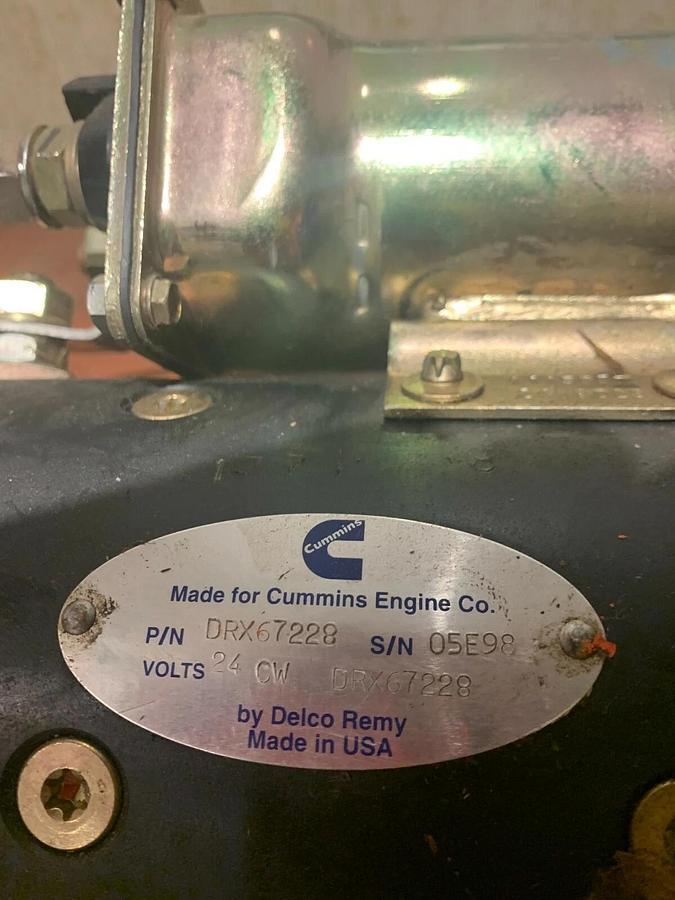 Cummins
Made for Cummins Engine Co.
P/N DRX67228 S/N 05E98
VOLTS 24 CW DRX67228
by Delco Remy
Made in USA